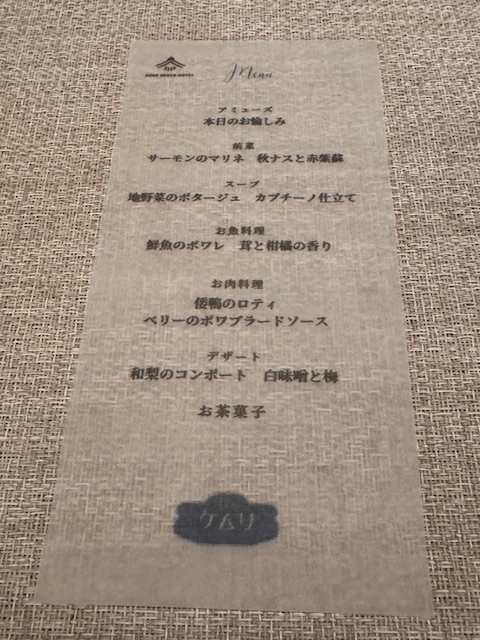 Menu
アミューズ
本日のお愉しみ
前菜
サーモンのマリネ　秋ナスと赤紫蘇
スープ
地野菜のポタージュ　カプチーノ仕立て
お魚料理
鮮魚のポワレ　茸と柑橘の香り
お肉料理
倭鴨のロティ
ベリーのポワブラードソース
デザート
和梨のコンポート　白味噌と梅
お茶菓子
ケムリ